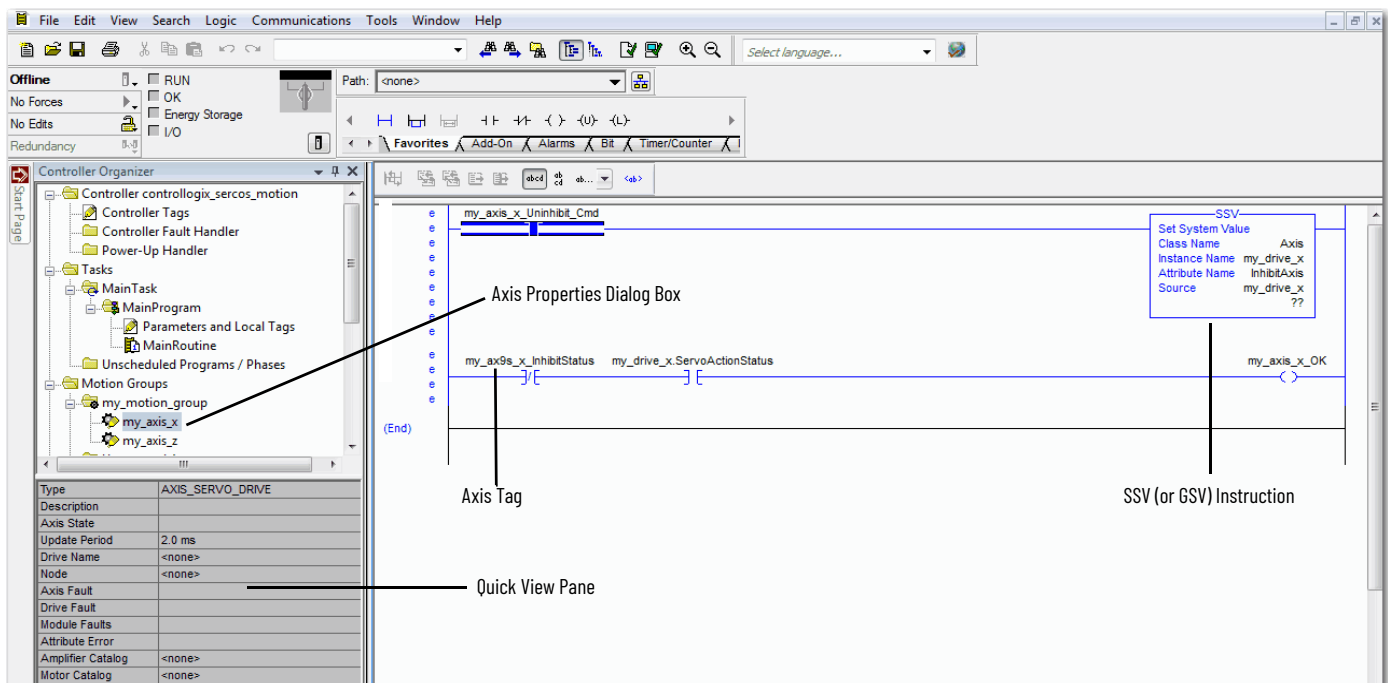 File Edit View Search Logic Communications Tools Window Help
Select language...
Offline
RUN
Path: <none>
No Forces
OK
Energy Storage
No Edits
I/O
Redundancy
Favorites Add-On Alarms Bit Timer/Counter
Start Page
Controller Organizer
Controller controllogix_sercos_motion
Controller Tags
Controller Fault Handler
Power-Up Handler
Tasks
MainTask
MainProgram
Parameters and Local Tags
MainRoutine
Unscheduled Programs / Phases
Motion Groups
my_motion_group
my_axis_x
my_axis_z
Type AXIS_SERVO_DRIVE
Description
Axis State
Update Period 2.0 ms
Drive Name <none>
Node <none>
Axis Fault
Drive Fault
Module Faults
Attribute Error
Amplifier Catalog <none>
Motor Catalog <none>
abcd ab cd ab... <ab>
e
e
e
e
e
e
e
e
e
my_axis_x_Uninhibit_Cmd
SSV
Set System Value
Class Name Axis
Instance Name my_drive_x
Attribute Name InhibitAxis
Source my_drive_x
??
Axis Properties Dialog Box
e
e
e
e
my_ax9s_x_InhibitStatus my_drive_x.ServoActionStatus my_axis_x_OK
(End)
Axis Tag
SSV (or GSV) Instruction
Quick View Pane